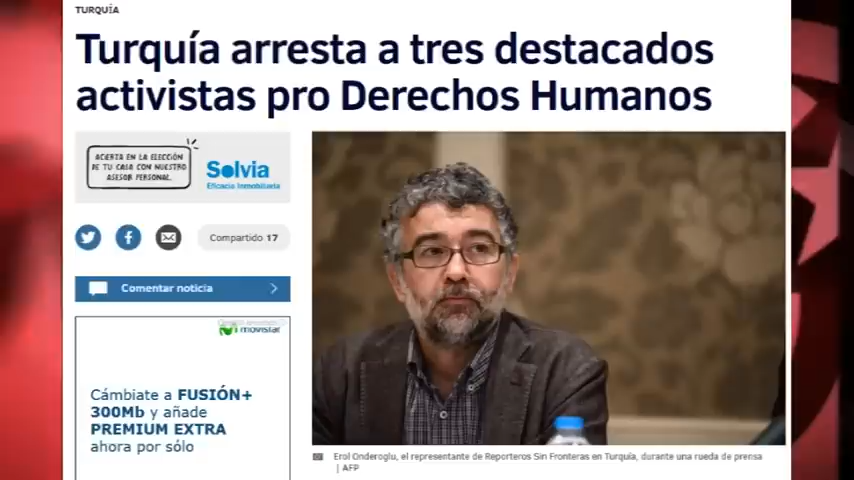 TURQUÍA
Turquía arresta a tres destacados
activistas pro Derechos Humanos
ACIERTA EN LA ELECCIÓN
DE TU CASA CON NUESTRO
ASESOR PERSONAL.
Solvia
Eficacia Inmobiliaria
Compartido 17
Comentar noticia
movistar
Cámbiate a FUSIÓN+
300Mb y añade
PREMIUM EXTRA
ahora por sólo
Erol Onderoglu, el representante de Reporteros Sin Fronteras en Turquía, durante una rueda de prensa
| AFP